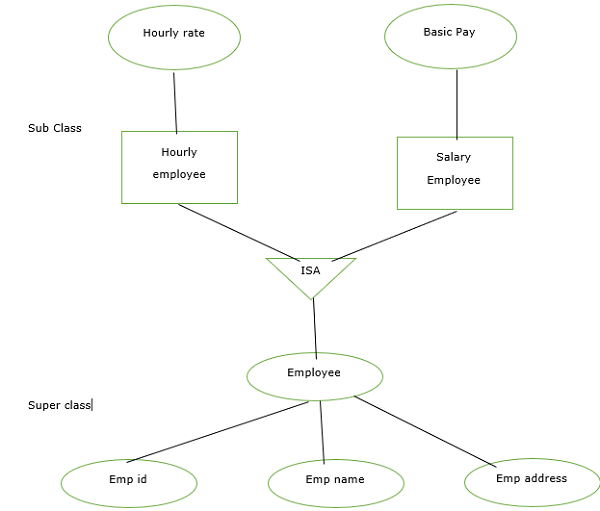 Hourly rate
Basic Pay
Sub Class
Hourly
employee
Salary
Employee
ISA
Employee
Super class
Emp id
Emp name
Emp address